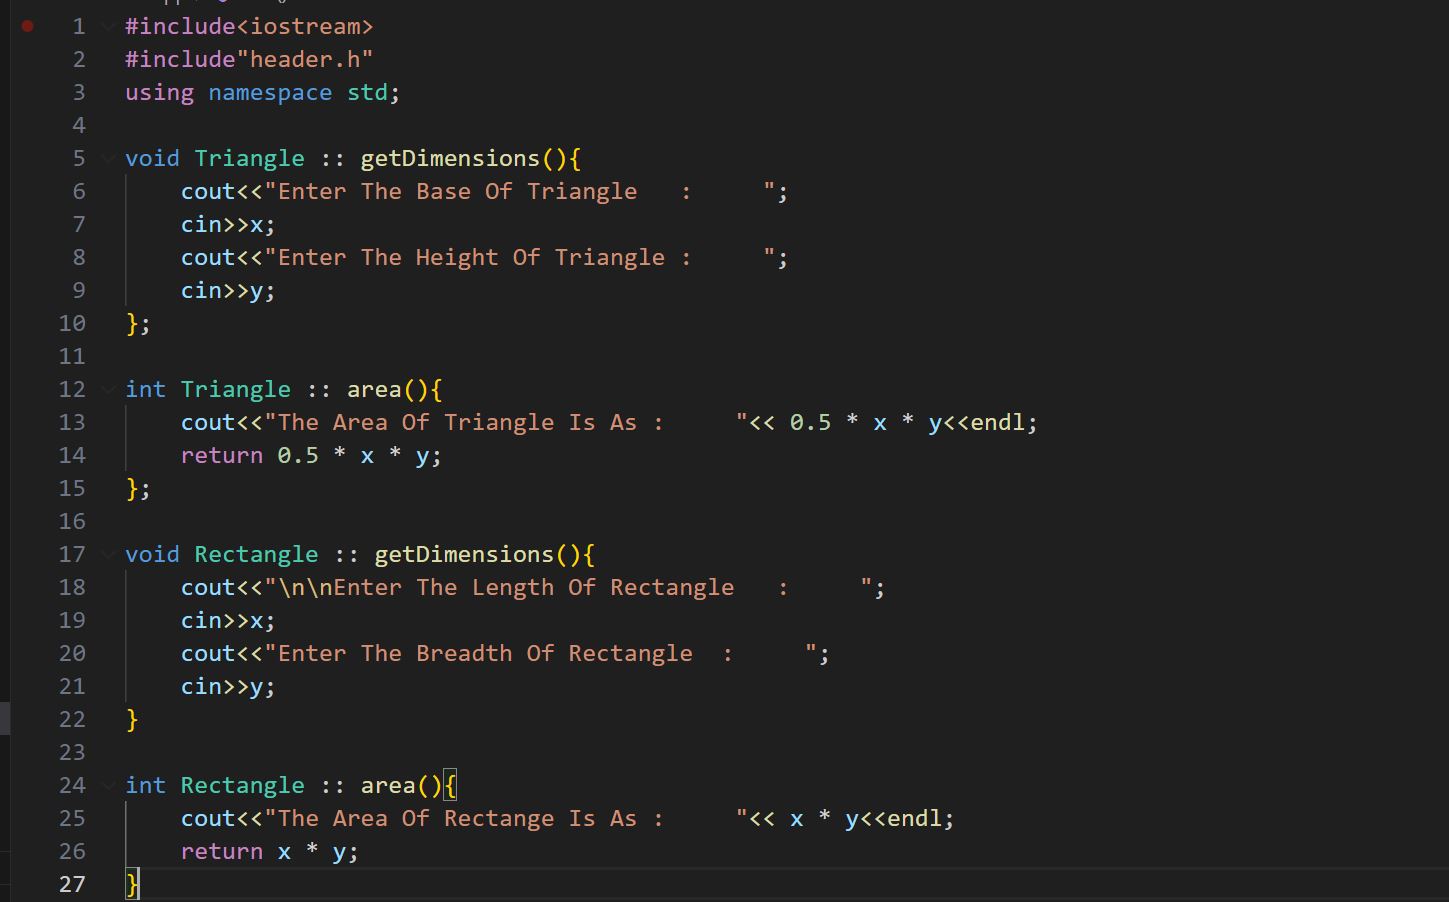 1 #include<iostream>
2 #include"header.h"
3 using namespace std;
4
5 void Triangle :: getDimensions(){
6     cout<<"Enter The Base Of Triangle   :     ";
7     cin>>x;
8     cout<<"Enter The Height Of Triangle :     ";
9     cin>>y;
10 };
11
12 int Triangle :: area(){
13     cout<<"The Area Of Triangle Is As :     "<< 0.5 * x * y<<endl;
14     return 0.5 * x * y;
15 };
16
17 void Rectangle :: getDimensions(){
18     cout<<"\n\nEnter The Length Of Rectangle   :     ";
19     cin>>x;
20     cout<<"Enter The Breadth Of Rectangle  :     ";
21     cin>>y;
22 }
23
24 int Rectangle :: area(){
25     cout<<"The Area Of Rectange Is As :     "<< x * y<<endl;
26     return x * y;
27 }